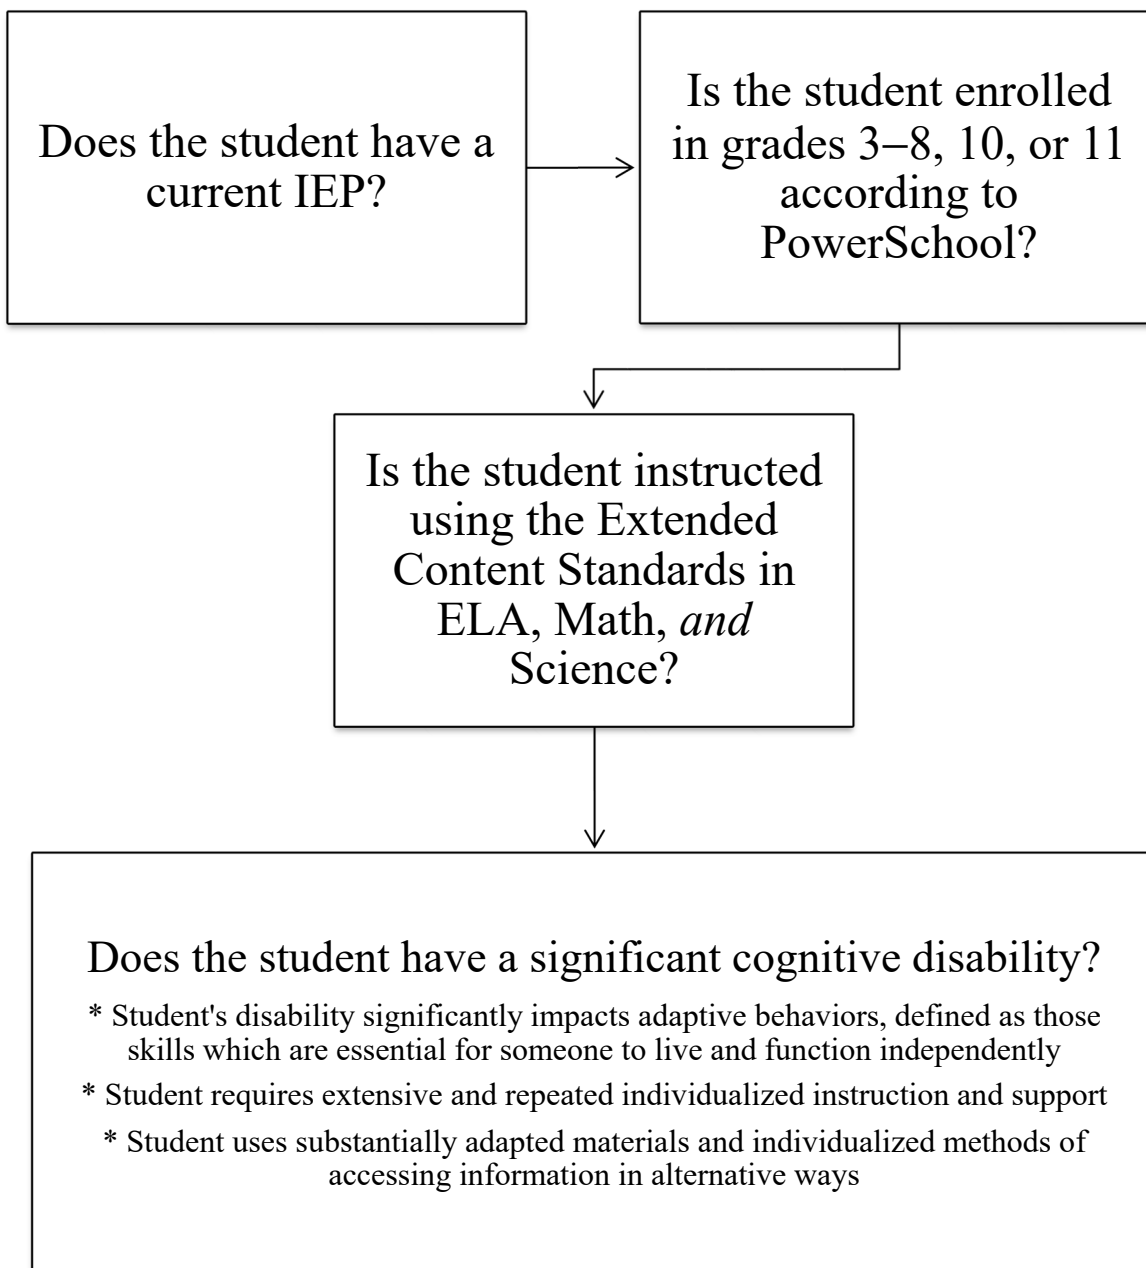 Does the student have a
current IEP?
Is the student enrolled
in grades 3–8, 10, or 11
according to
PowerSchool?
Is the student instructed
using the Extended
Content Standards in
ELA, Math, and
Science?
Does the student have a significant cognitive disability?
* Student's disability significantly impacts adaptive behaviors, defined as those
skills which are essential for someone to live and function independently
* Student requires extensive and repeated individualized instruction and support
* Student uses substantially adapted materials and individualized methods of
accessing information in alternative ways